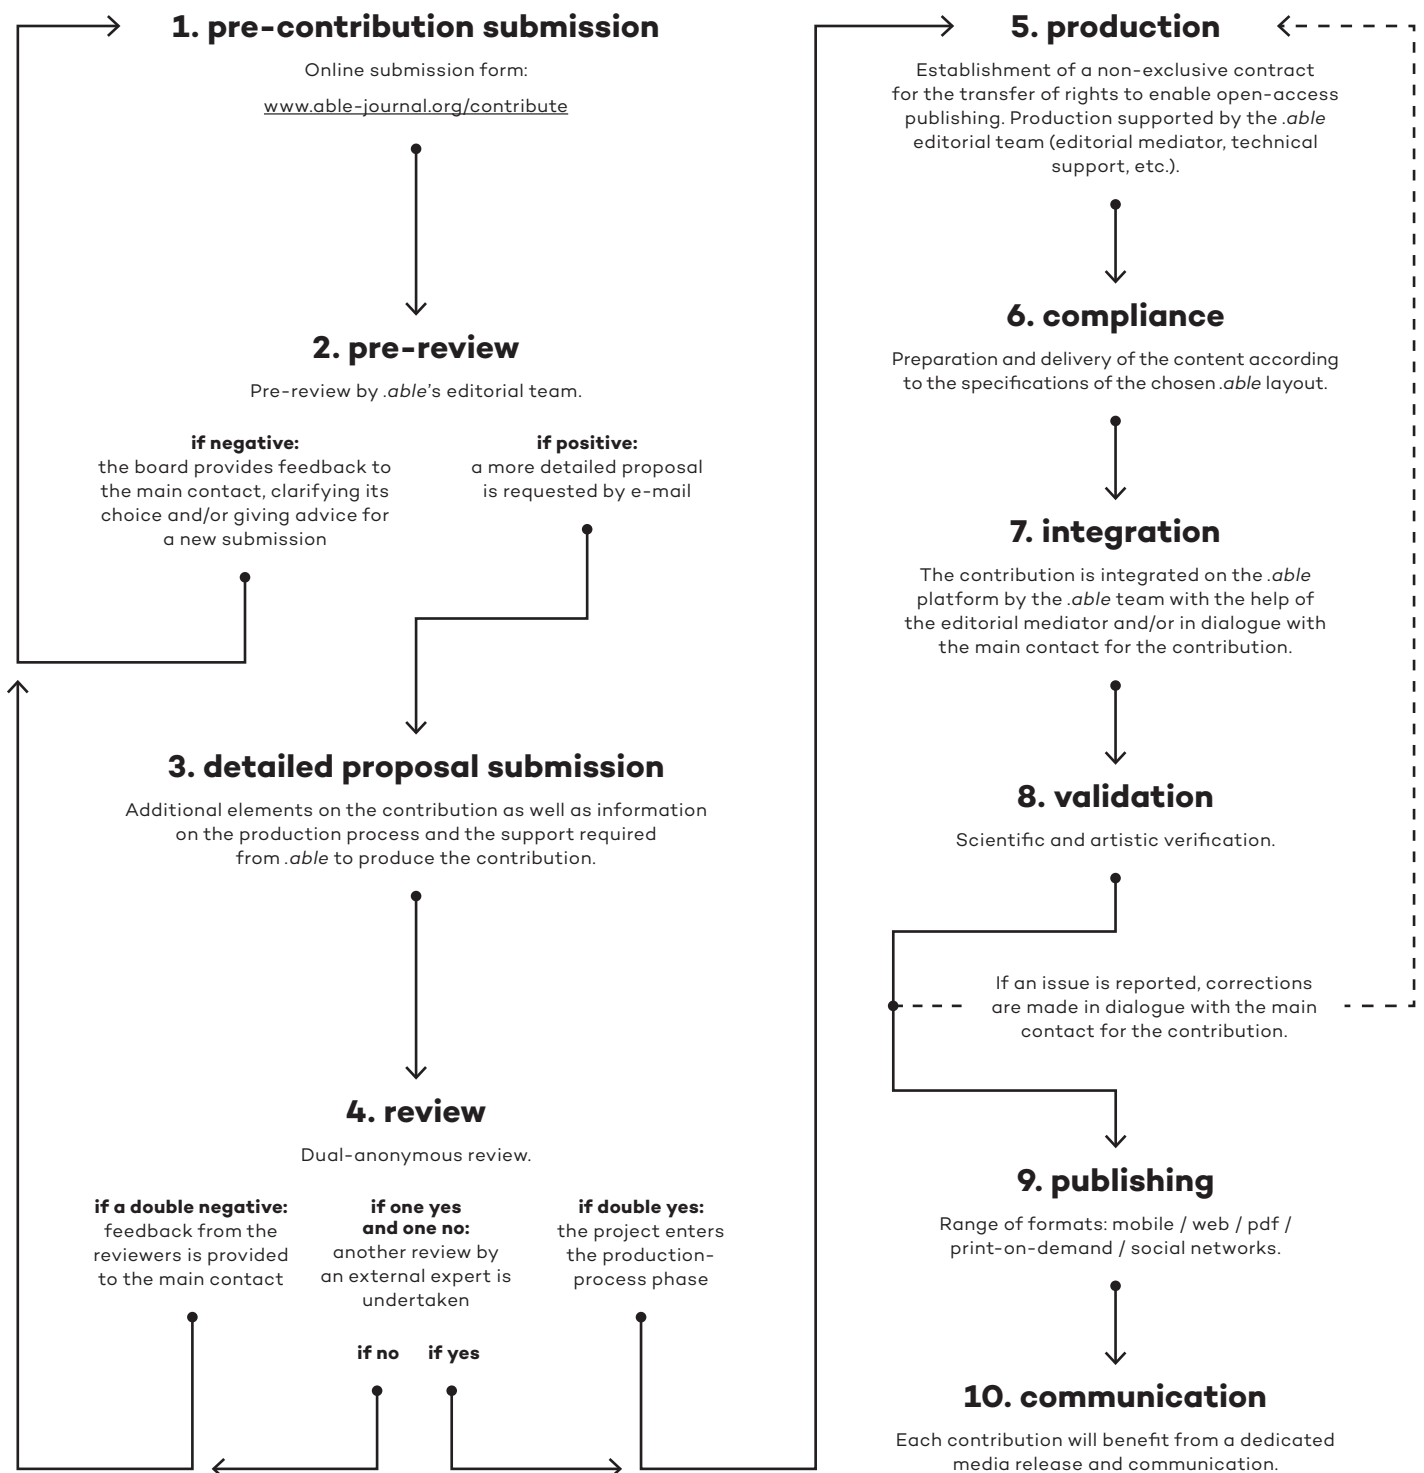 1. pre-contribution submission
Online submission form:
www.able-journal.org/contribute
2. pre-review
Pre-review by .able's editorial team.
if negative:
the board provides feedback to
the main contact, clarifying its
choice and/or giving advice for
a new submission
if positive:
a more detailed proposal
is requested by e-mail
3. detailed proposal submission
Additional elements on the contribution as well as information
on the production process and the support required
from .able to produce the contribution.
4. review
Dual-anonymous review.
if a double negative:
feedback from the
reviewers is provided
to the main contact
if one yes
and one no:
another review by
an external expert is
undertaken
if no
if yes
if double yes:
the project enters
the production-
process phase
5. production
Establishment of a non-exclusive contract
for the transfer of rights to enable open-access
publishing. Production supported by the .able
editorial team (editorial mediator, technical
support, etc.).
6. compliance
Preparation and delivery of the content according
to the specifications of the chosen .able layout.
7. integration
The contribution is integrated on the .able
platform by the .able team with the help of
the editorial mediator and/or in dialogue with
the main contact for the contribution.
8. validation
Scientific and artistic verification.
If an issue is reported, corrections
are made in dialogue with the main
contact for the contribution.
9. publishing
Range of formats: mobile / web / pdf /
print-on-demand / social networks.
10. communication
Each contribution will benefit from a dedicated
media release and communication.